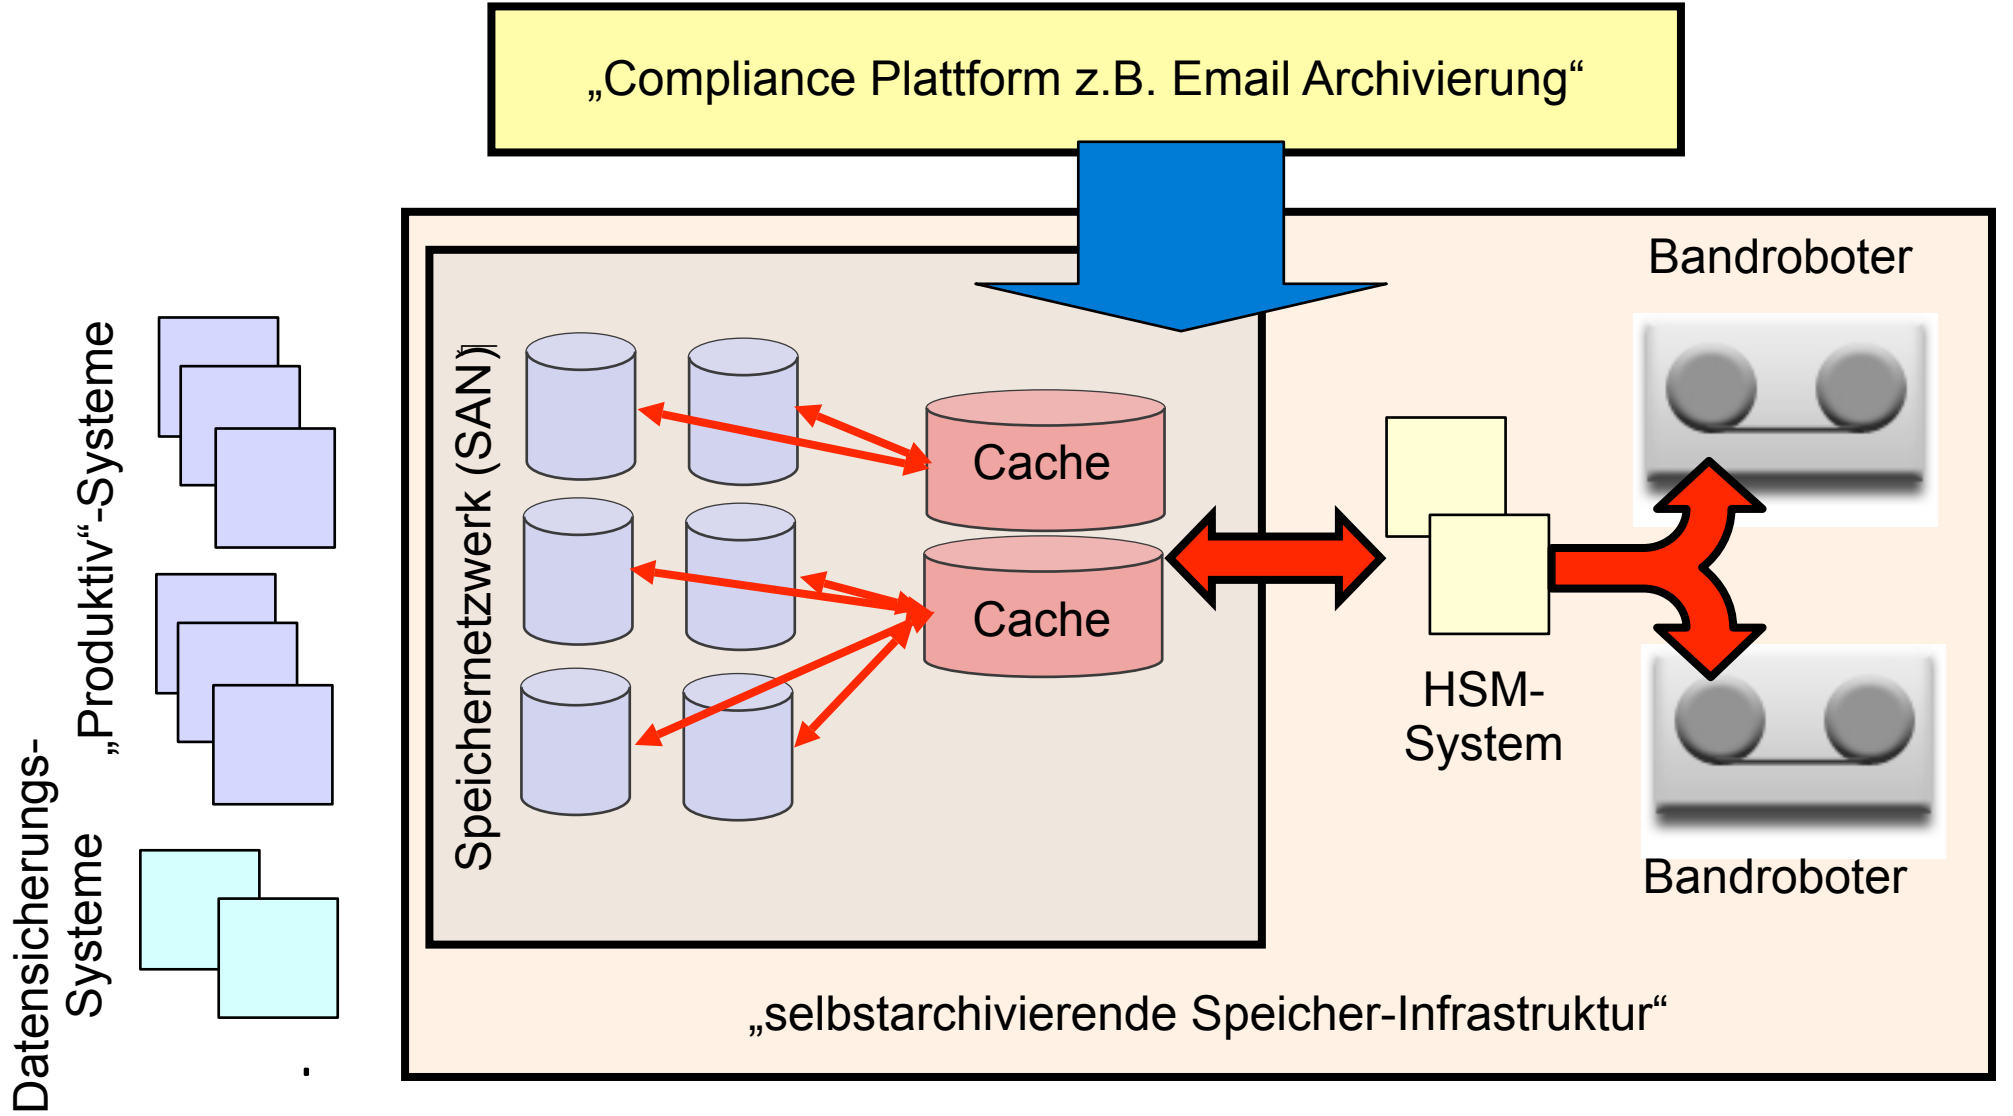 „Compliance Plattform z.B. Email Archivierung“
Bandroboter
„Produktiv“-Systeme
Speichernetzwerk (SAN)
Cache
Cache
HSM-
System
Datensicherungs-
Systeme
Bandroboter
„selbstarchivierende Speicher-Infrastruktur“